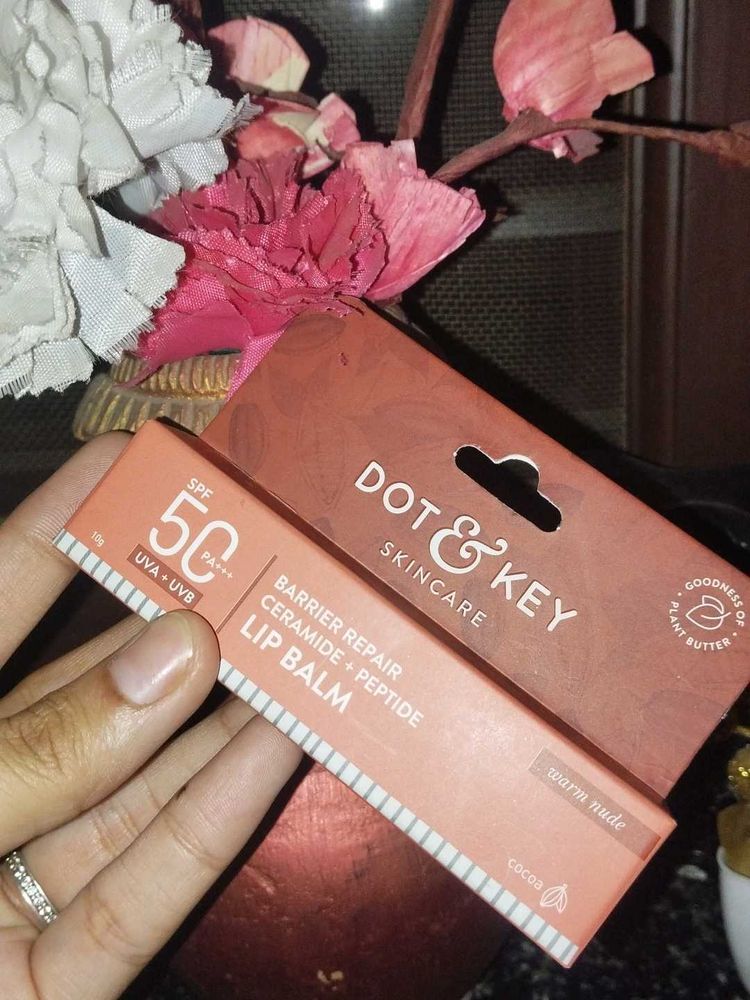 DOT & KEY
SKINCARE
GOODNESS OF
PLANT BUTTER
SPF
50
PA+++
UVA + UVB
10g
BARRIER REPAIR
CERAMIDE + PEPTIDE
LIP BALM
warm nude
cocoa